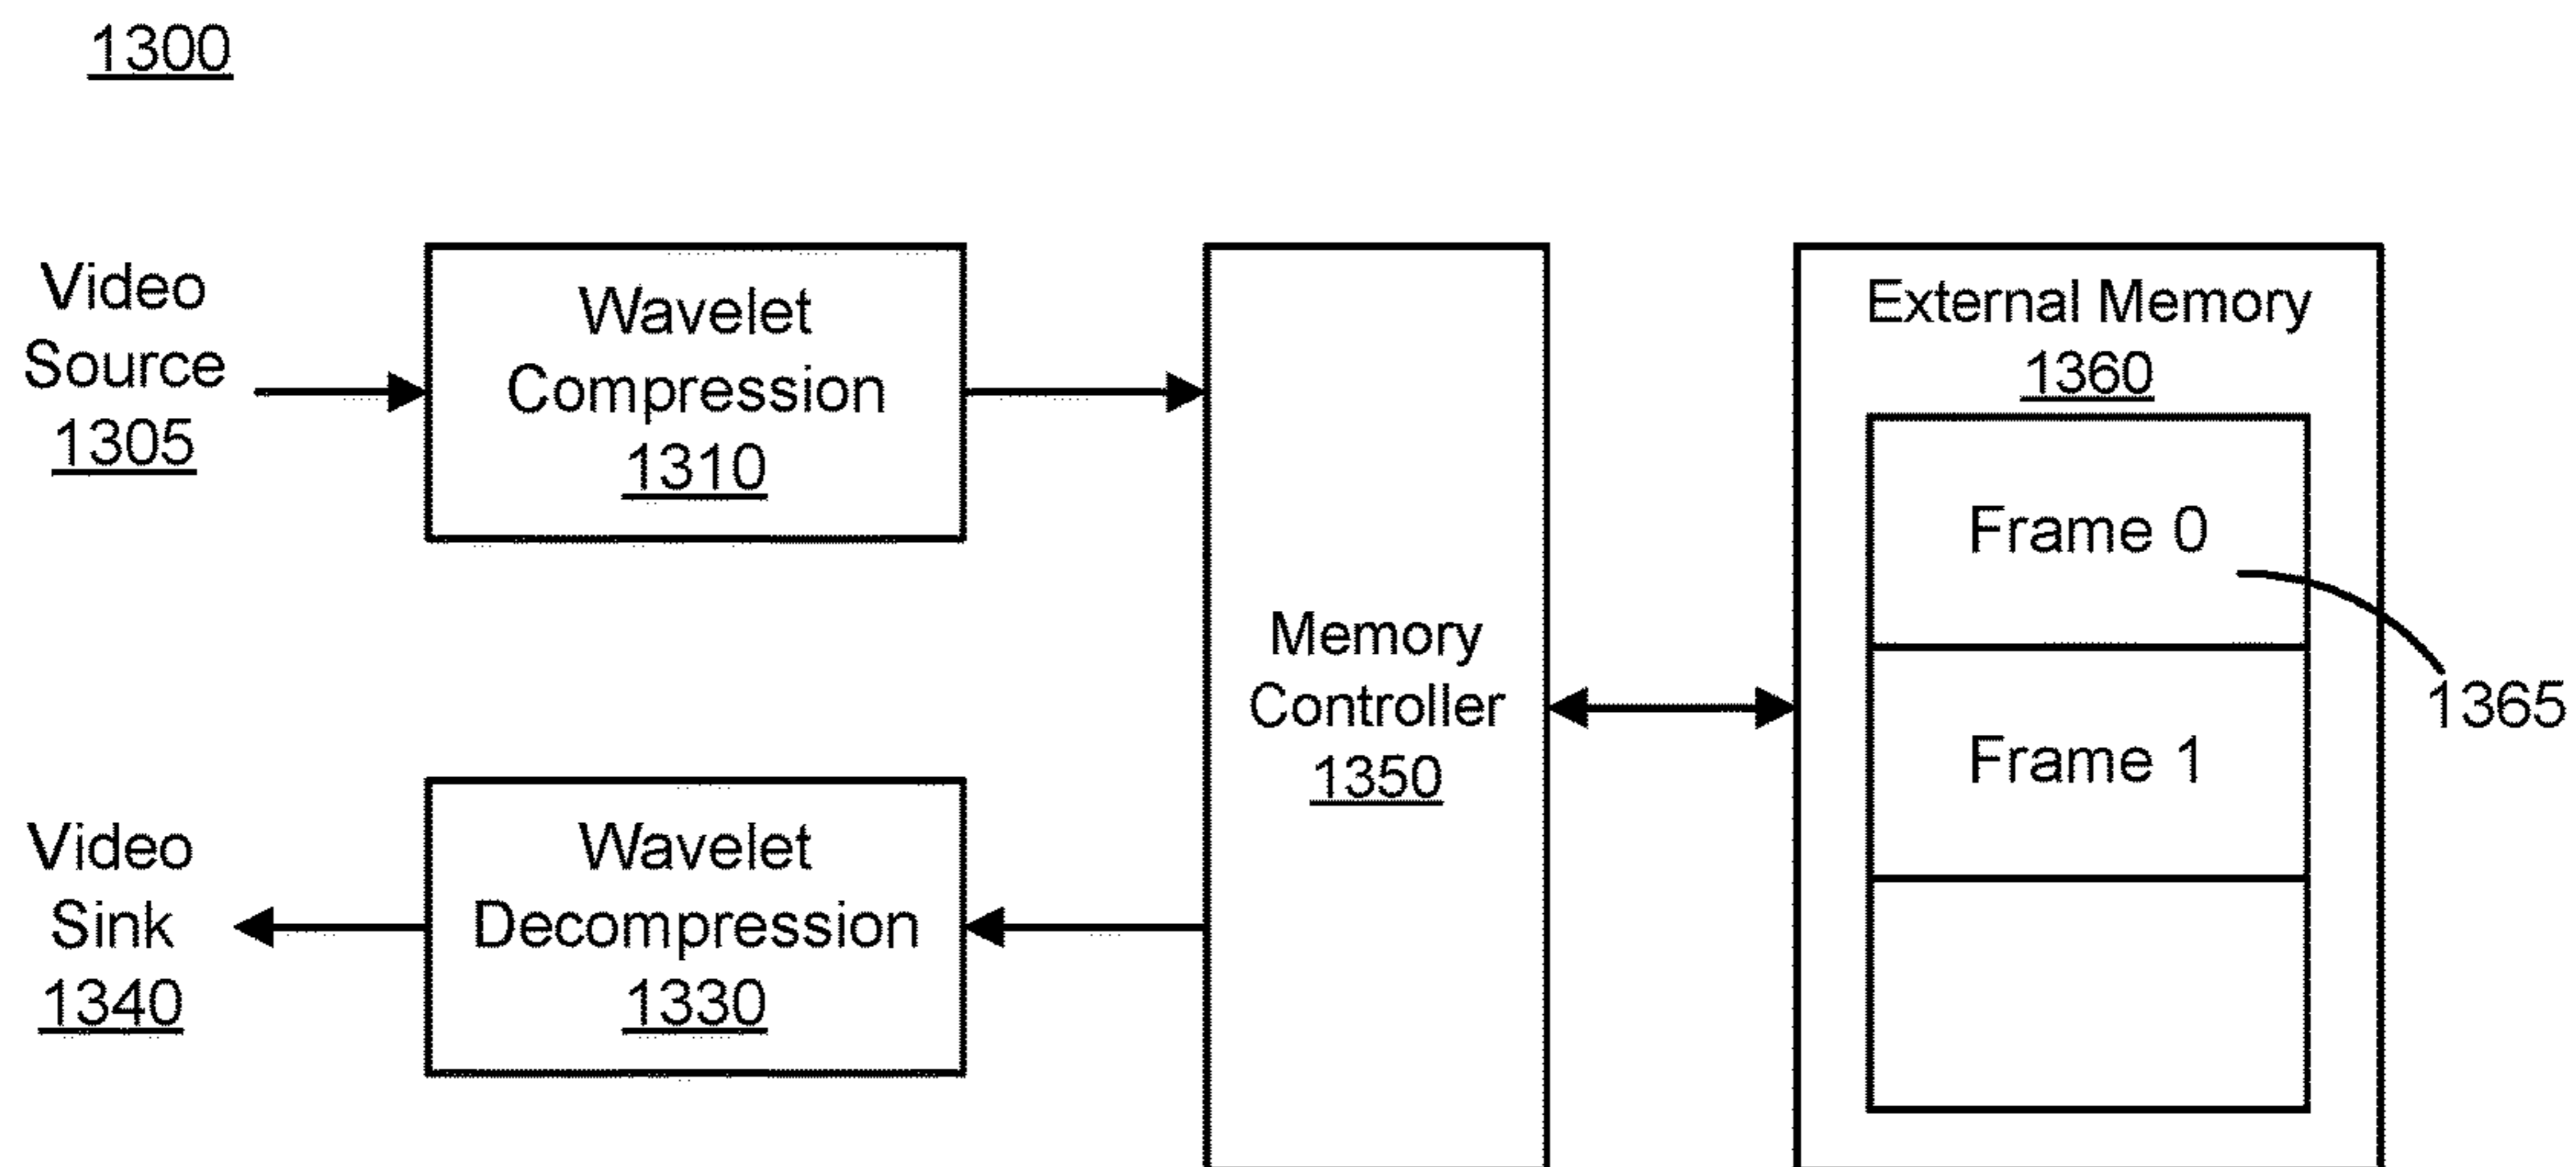 1300
Video
Source
1305
Wavelet
Compression
1310
Video
Sink
1340
Wavelet
Decompression
1330
Memory
Controller
1350
External Memory
1360
Frame 0
Frame 1
1365